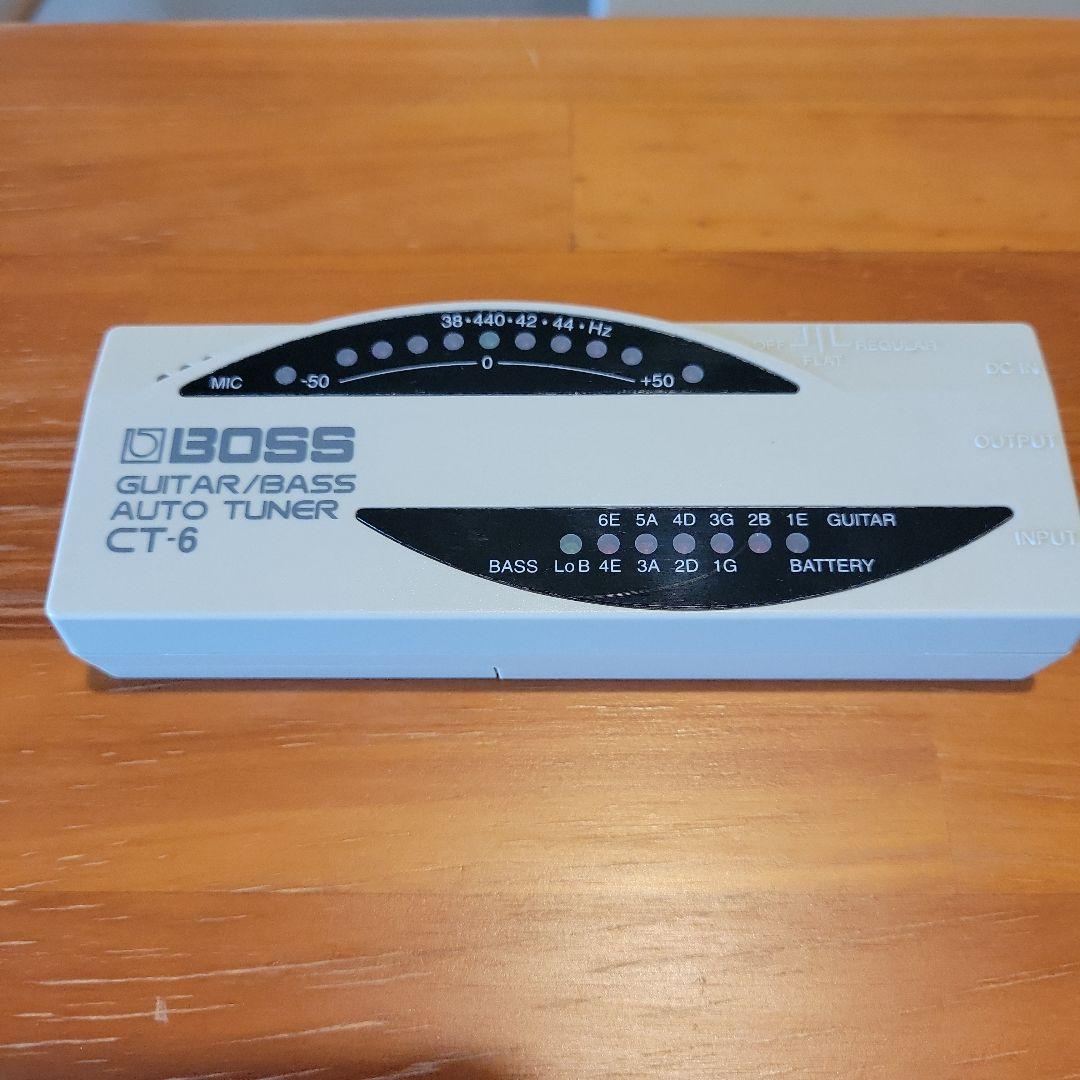 38·440·42·44·Hz
0
MIC -50 +50
OFF FLAT REGULAR
DC IN
OUTPUT
INPUT
BOSS
GUITAR/BASS
AUTO TUNER
CT-6
6E 5A 4D 3G 2B 1E GUITAR
BASS LoB 4E 3A 2D 1G BATTERY